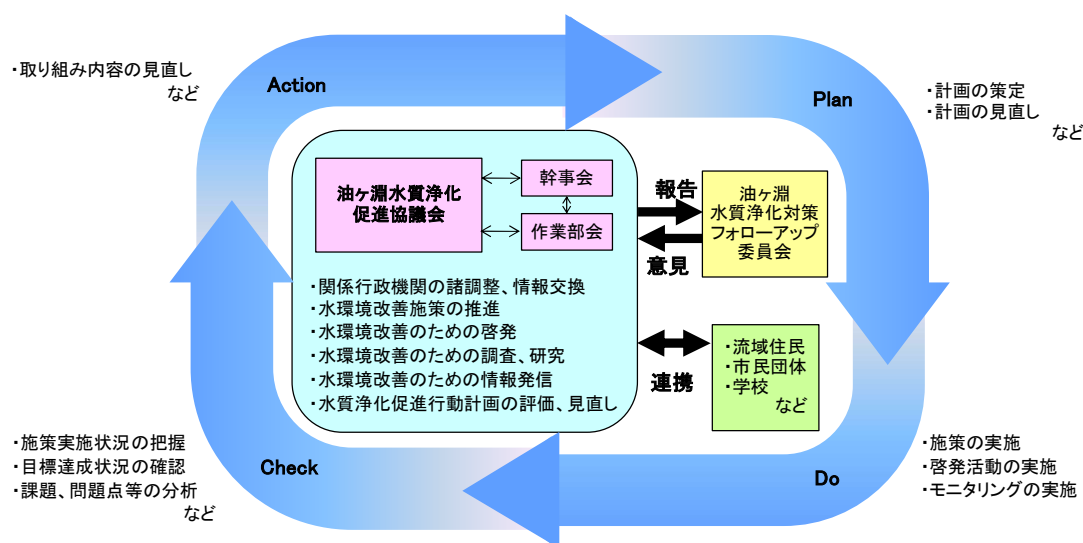 ・取り組み内容の見直し
など
Action
Plan
・計画の策定
・計画の見直し
など
油ヶ淵水質浄化
促進協議会
幹事会
作業部会
報告
意見
油ヶ淵
水質浄化対策
フォローアップ
委員会
・関係行政機関の諸調整、情報交換
・水環境改善施策の推進
・水環境改善のための啓発
・水環境改善のための調査、研究
・水環境改善のための情報発信
・水質浄化促進行動計画の評価、見直し
連携
・流域住民
・市民団体
・学校
など
・施策実施状況の把握
・目標達成状況の確認
・課題、問題点等の分析
など
Check
Do
・施策の実施
・啓発活動の実施
・モニタリングの実施